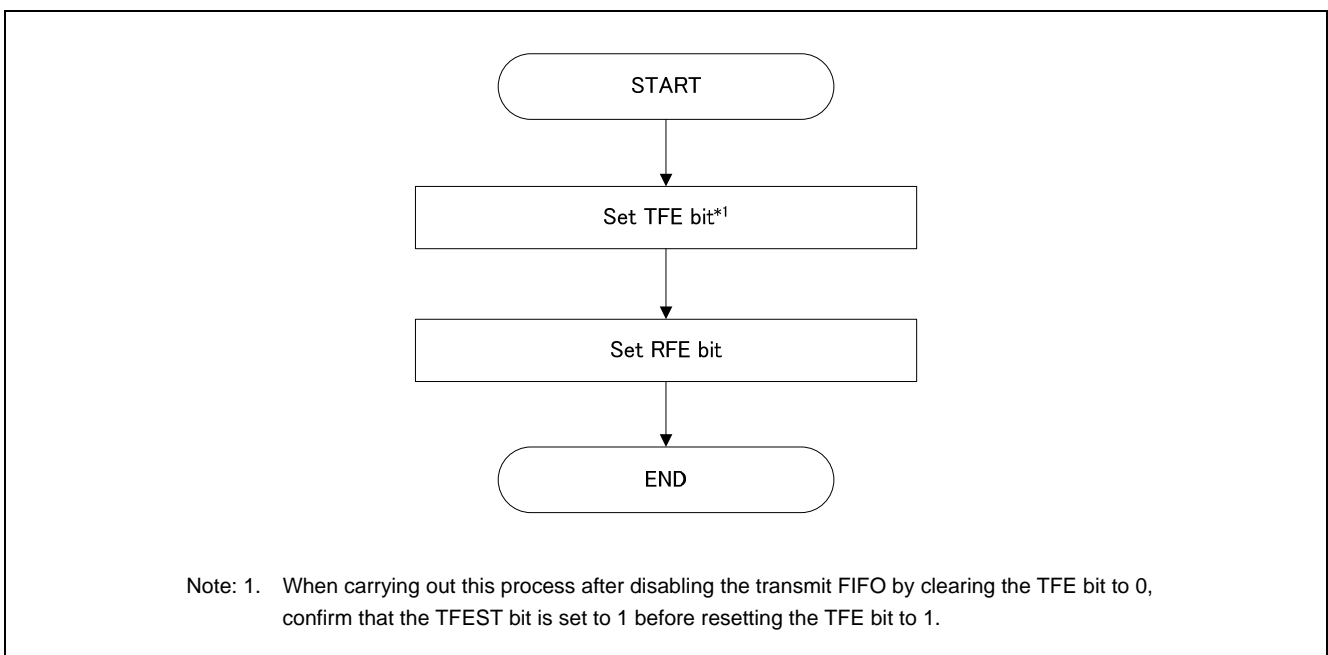 START
Set TFE bit*1
Set RFE bit
END
Note: 1. When carrying out this process after disabling the transmit FIFO by clearing the TFE bit to 0,
confirm that the TFEST bit is set to 1 before resetting the TFE bit to 1.